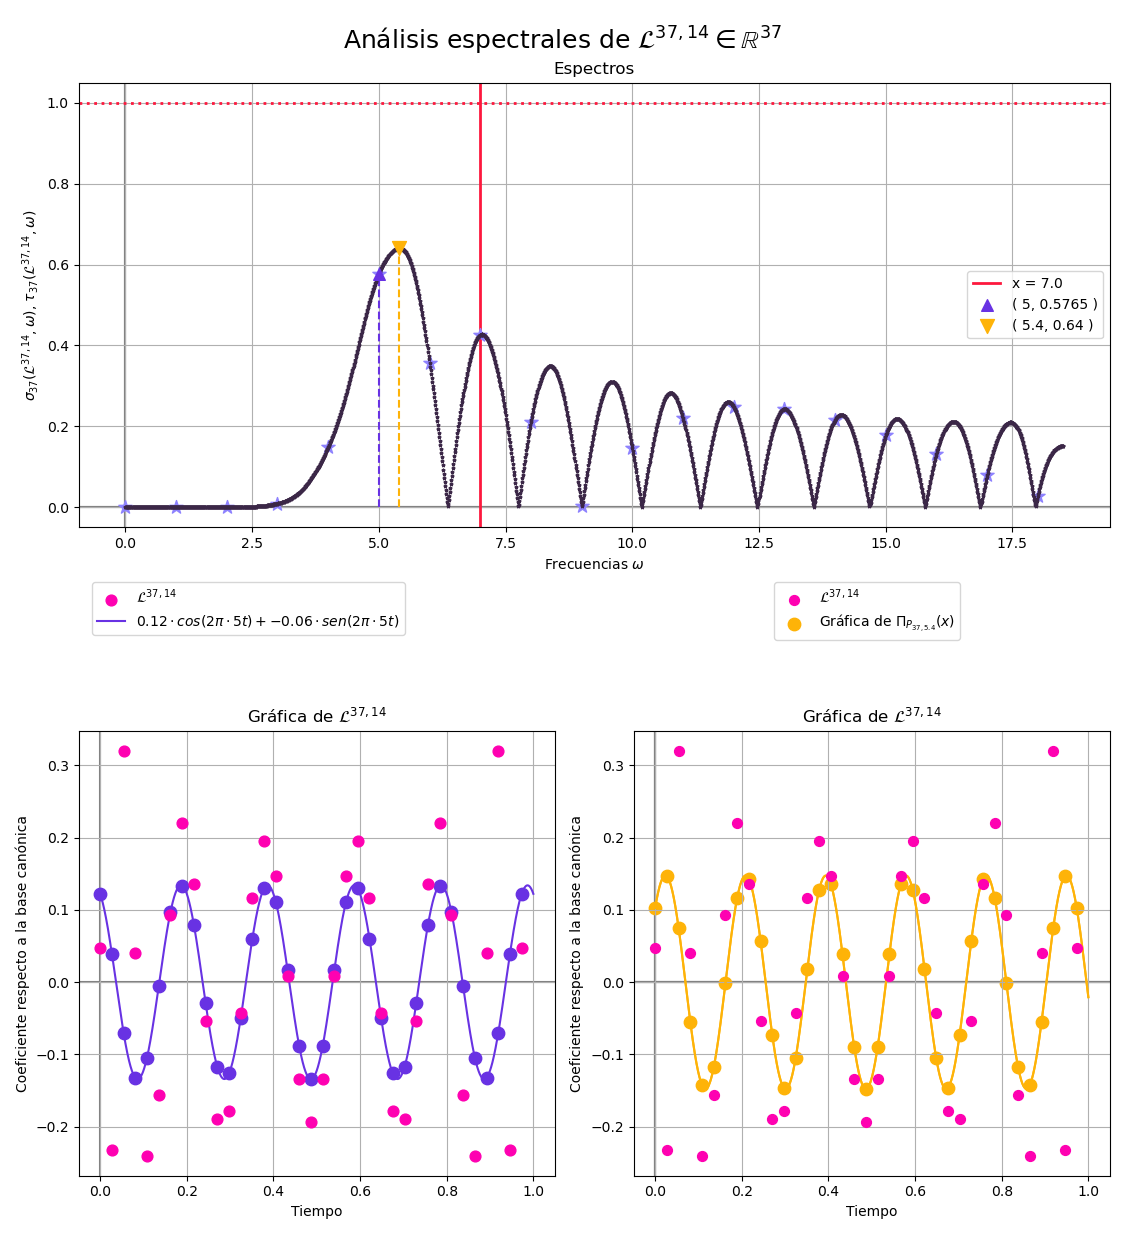 Análisis espectrales de 𝓛^{37,14} ∈ ℝ^{37}
Espectros
1.0
0.8
0.6
0.4
0.2
0.0
σ_{37}(𝓛^{37,14}, ω), τ_{37}(𝓛^{37,14}, ω)
x = 7.0
( 5, 0.5765 )
( 5.4, 0.64 )
0.0 2.5 5.0 7.5 10.0 12.5 15.0 17.5
Frecuencias ω
𝓛^{37,14}
0.12 · cos(2π · 5t) + −0.06 · sen(2π · 5t)
𝓛^{37,14}
Gráfica de Π_{P_{37,5.4}}(x)
Gráfica de 𝓛^{37,14}
0.3
0.2
0.1
0.0
−0.1
−0.2
Coeficiente respecto a la base canónica
0.0 0.2 0.4 0.6 0.8 1.0
Tiempo
Gráfica de 𝓛^{37,14}
0.3
0.2
0.1
0.0
−0.1
−0.2
Coeficiente respecto a la base canónica
0.0 0.2 0.4 0.6 0.8 1.0
Tiempo